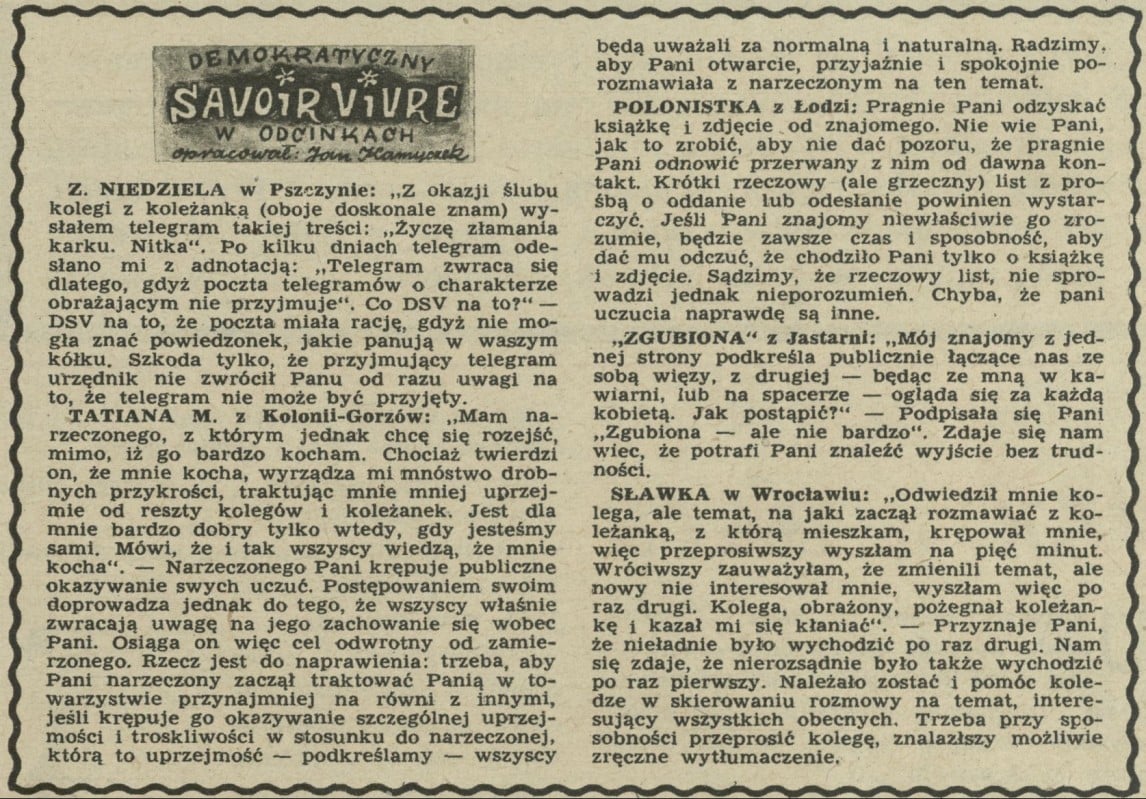 DEMOKRATYCZNY
SAVOIR VIVRE
W ODCINKACH
opracował: Jan Kamyczek
Z. NIEDZIELA w Pszczynie: „Z okazji ślubu
kolegi z koleżanką (oboje doskonale znam) wy-
słałem telegram takiej treści: „Życzę złamania
karku. Nitka“. Po kilku dniach telegram ode-
słano mi z adnotacją: „Telegram zwraca się
dlatego, gdyż poczta telegramów o charakterze
obrażającym nie przyjmuje“. Co DSV na to?“ —
DSV na to, że poczta miała rację, gdyż nie mo-
gła znać powiedzonek, jakie panują w waszym
kółku. Szkoda tylko, że przyjmujący telegram
urzędnik nie zwrócił Panu od razu uwagi na
to, że telegram nie może być przyjęty.
TATIANA M. z Kolonii-Gorzów: „Mam na-
rzeczonego, z którym jednak chcę się rozejść,
mimo, iż go bardzo kocham. Chociaż twierdzi
on, że mnie kocha, wyrządza mi mnóstwo drob-
nych przykrości, traktując mnie mniej uprzej-
mie od reszty kolegów i koleżanek. Jest dla
mnie bardzo dobry tylko wtedy, gdy jesteśmy
sami. Mówi, że i tak wszyscy wiedzą, że mnie
kocha“. — Narzeczonego Pani krępuje publiczne
okazywanie swych uczuć. Postępowaniem swoim
doprowadza jednak do tego, że wszyscy właśnie
zwracają uwagę na jego zachowanie się wobec
Pani. Osiąga on więc cel odwrotny od zamie-
rzonego. Rzecz jest do naprawienia: trzeba, aby
Pani narzeczony zaczął traktować Panią w to-
warzystwie przynajmniej na równi z innymi,
jeśli krępuje go okazywanie szczególnej uprzej-
mości i troskliwości w stosunku do narzeczonej,
którą to uprzejmość — podkreślamy — wszyscy
będą uważali za normalną i naturalną. Radzimy,
aby Pani otwarcie, przyjaźnie i spokojnie po-
rozmawiała z narzeczonym na ten temat.
POLONISTKA z Łodzi: Pragnie Pani odzyskać
książkę i zdjęcie od znajomego. Nie wie Pani,
jak to zrobić, aby nie dać pozoru, że pragnie
Pani odnowić przerwany z nim od dawna kon-
takt. Krótki rzeczowy (ale grzeczny) list z pro-
śbą o oddanie lub odesłanie powinien wystar-
czyć. Jeśli Pani znajomy niewłaściwie go zro-
zumie, będzie zawsze czas i sposobność, aby
dać mu odczuć, że chodziło Pani tylko o książkę
i zdjęcie. Sądzimy, że rzeczowy list, nie spro-
wadzi jednak nieporozumień. Chyba, że pani
uczucia naprawdę są inne.
„ZGUBIONA“ z Jastarni: „Mój znajomy z jed-
nej strony podkreśla publicznie łączące nas ze
sobą więzy, z drugiej — będąc ze mną w ka-
wiarni, lub na spacerze — ogląda się za każdą
kobietą. Jak postąpić?“ — Podpisała się Pani
„Zgubiona — ale nie bardzo“. Zdaje się nam
wiec, że potrafi Pani znaleźć wyjście bez trud-
ności.
SŁAWKA w Wrocławiu: „Odwiedził mnie ko-
lega, ale temat, na jaki zaczął rozmawiać z ko-
leżanką, z którą mieszkam, krępował mnie,
więc przeprosiwszy wyszłam na pięć minut.
Wróciwszy zauważyłam, że zmienili temat, ale
nowy nie interesował mnie, wyszłam więc po
raz drugi. Kolega, obrażony, pożegnał koleżan-
kę i kazał mi się kłaniać“. — Przyznaje Pani,
że nieładnie było wychodzić po raz drugi. Nam
się zdaje, że nierozsądnie było także wychodzić
po raz pierwszy. Należało zostać i pomóc kole-
dze w skierowaniu rozmowy na temat, intere-
sujący wszystkich obecnych. Trzeba przy spo-
sobności przeprosić kolegę, znalazłszy możliwie
zręczne wytłumaczenie.